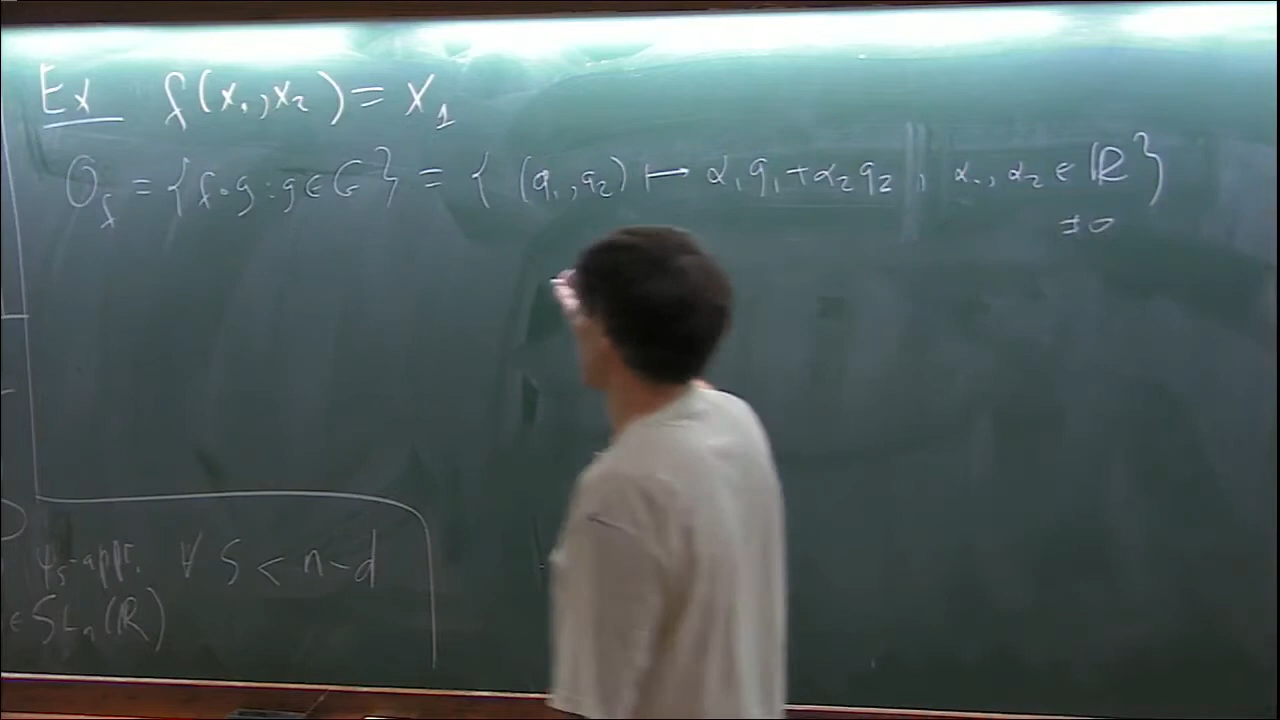 Ex f(x₁,x₂) = x₁
O_f = {f∘g : g ∈ G} = { (q₁,q₂) ↦ α₁q₁+α₂q₂ , α₁,α₂ ∈ ℝ }
≠0
ψ_s-appr. ∀ s < n-d
∈ SL_n(ℝ)